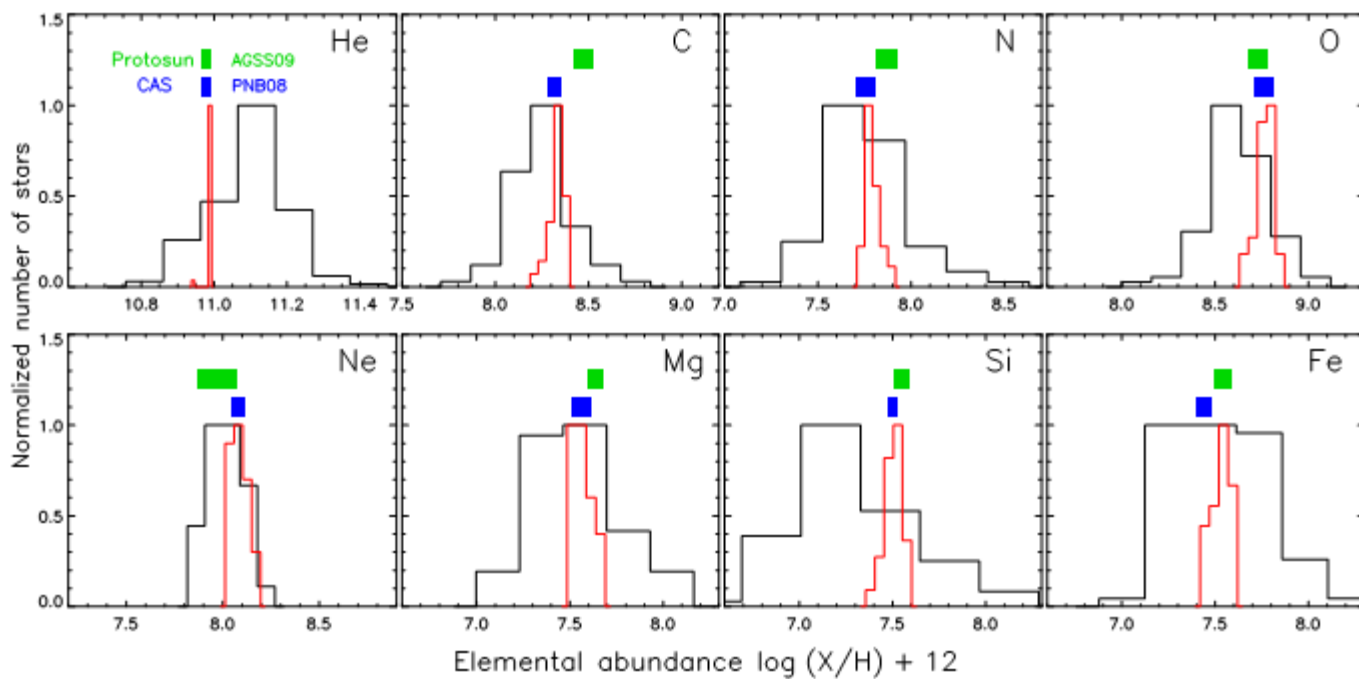 He
C
N
O
Protosun AGSS09
CAS PNB08
1.5
1.0
0.5
0.0
10.8 11.0 11.2 11.4
7.5 8.0 8.5 9.0
7.0 7.5 8.0 8.5
8.0 8.5 9.0
Normalized number of stars
Ne
Mg
Si
Fe
1.5
1.0
0.5
0.0
7.5 8.0 8.5
7.0 7.5 8.0
7.0 7.5 8.0
7.0 7.5 8.0
Elemental abundance log (X/H) + 12